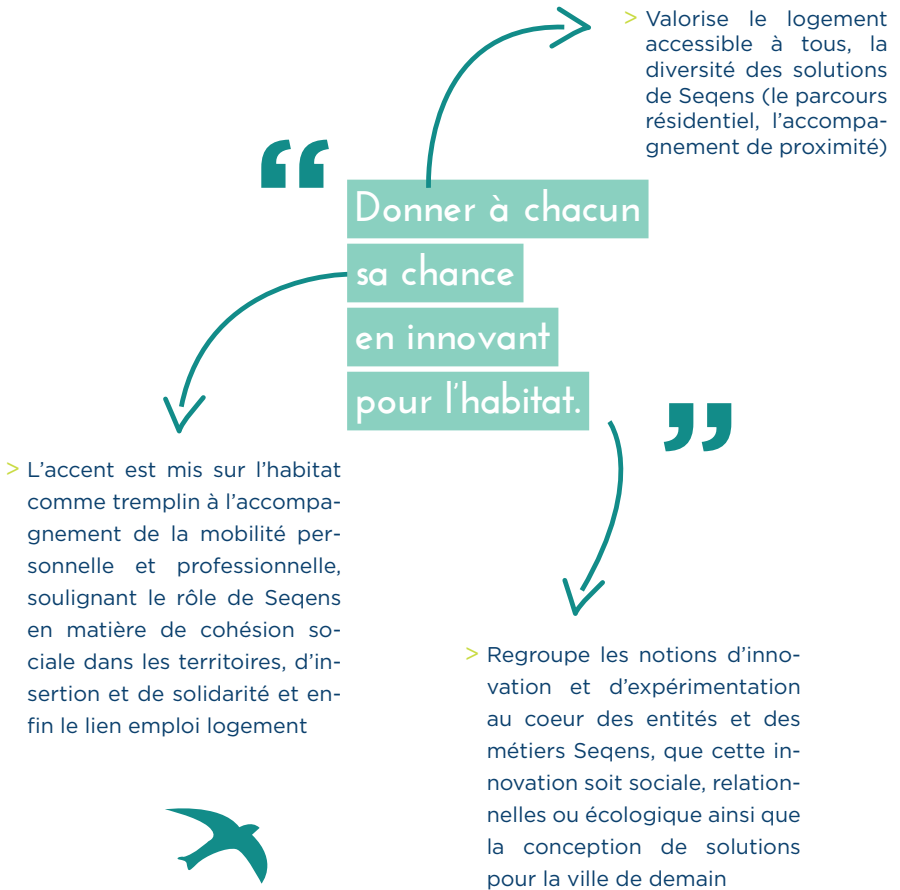 > Valorise le logement
accessible à tous, la
diversité des solutions
de Seqens (le parcours
résidentiel, l'accompa-
gnement de proximité)
“
Donner à chacun
sa chance
en innovant
pour l'habitat.
”
> L'accent est mis sur l'habitat
comme tremplin à l'accompa-
gnement de la mobilité per-
sonnelle et professionnelle,
soulignant le rôle de Seqens
en matière de cohésion so-
ciale dans les territoires, d'in-
sertion et de solidarité et en-
fin le lien emploi logement
> Regroupe les notions d'inno-
vation et d'expérimentation
au coeur des entités et des
métiers Seqens, que cette in-
novation soit sociale, relation-
nelles ou écologique ainsi que
la conception de solutions
pour la ville de demain